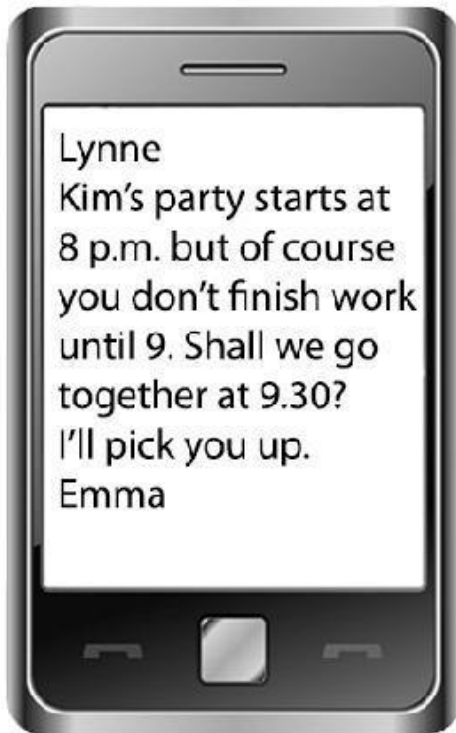 Lynne
Kim's party starts at
8 p.m. but of course
you don't finish work
until 9. Shall we go
together at 9.30?
I'll pick you up.
Emma